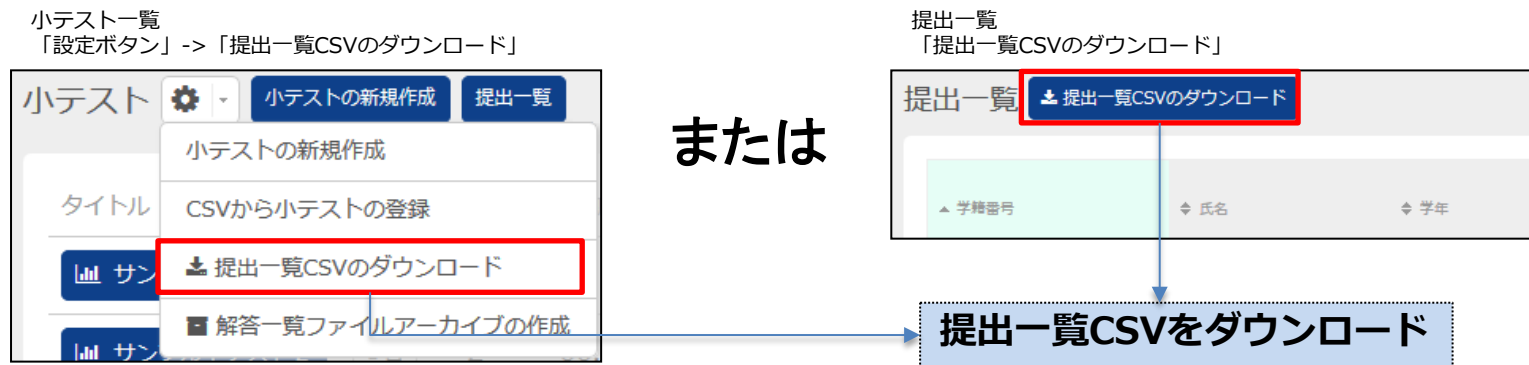 小テスト一覧
「設定ボタン」->「提出一覧CSVのダウンロード」
小テスト
小テストの新規作成
提出一覧
小テストの新規作成
タイトル
CSVから小テストの登録
サン
提出一覧CSVのダウンロード
解答一覧ファイルアーカイブの作成
サン
または
提出一覧
「提出一覧CSVのダウンロード」
提出一覧
提出一覧CSVのダウンロード
学籍番号
氏名
学年
提出一覧CSVをダウンロード